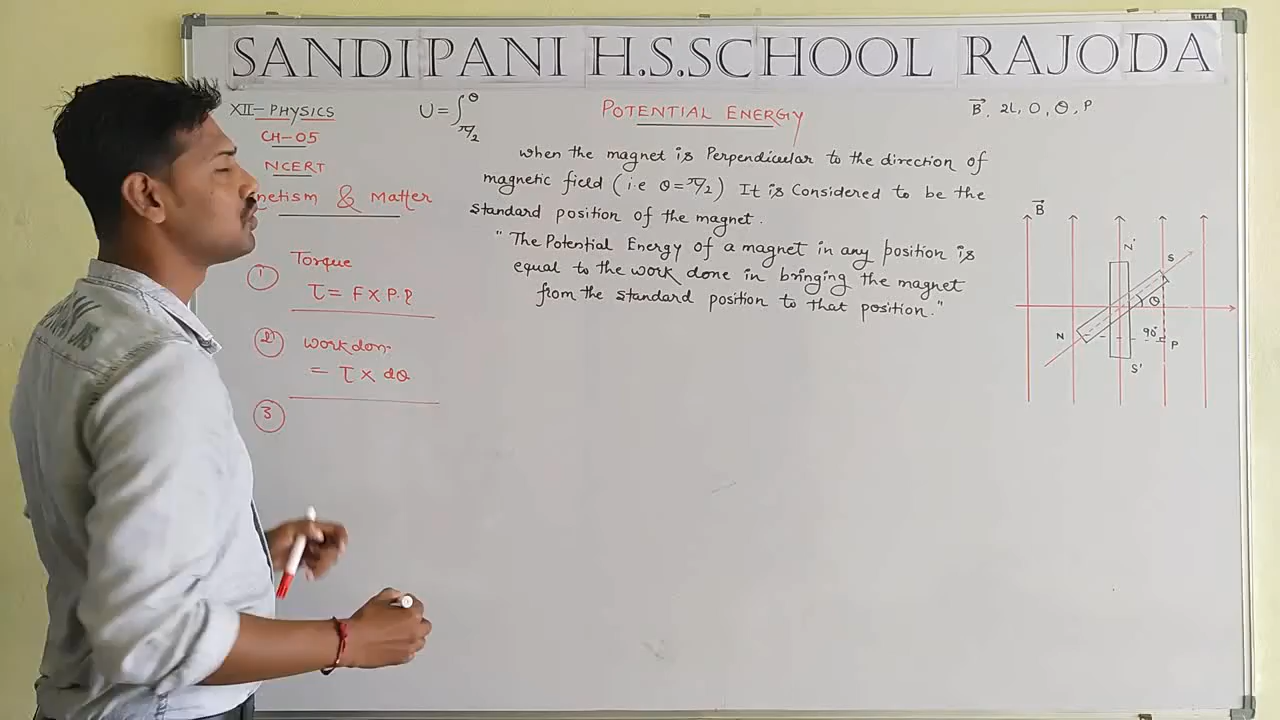 TITLE
SANDIPANI H.S.SCHOOL RAJODA
XII-PHYSICS
CH-05
NCERT
& Matter
U = ∫ θ π/2
POTENTIAL ENERGY
B⃗, 2l, O, θ, P
when the magnet is Perpendicular to the direction of
magnetic field (i.e θ=π/2) It is Considered to be the
standard position of the magnet.
"The Potential Energy of a magnet in any position is
equal to the work done in bringing the magnet
from the standard position to that position."
① Torque
τ = F × P.P
② workdon
= τ × dθ
③
B⃗
N'
S
θ
N
90°
P
S'